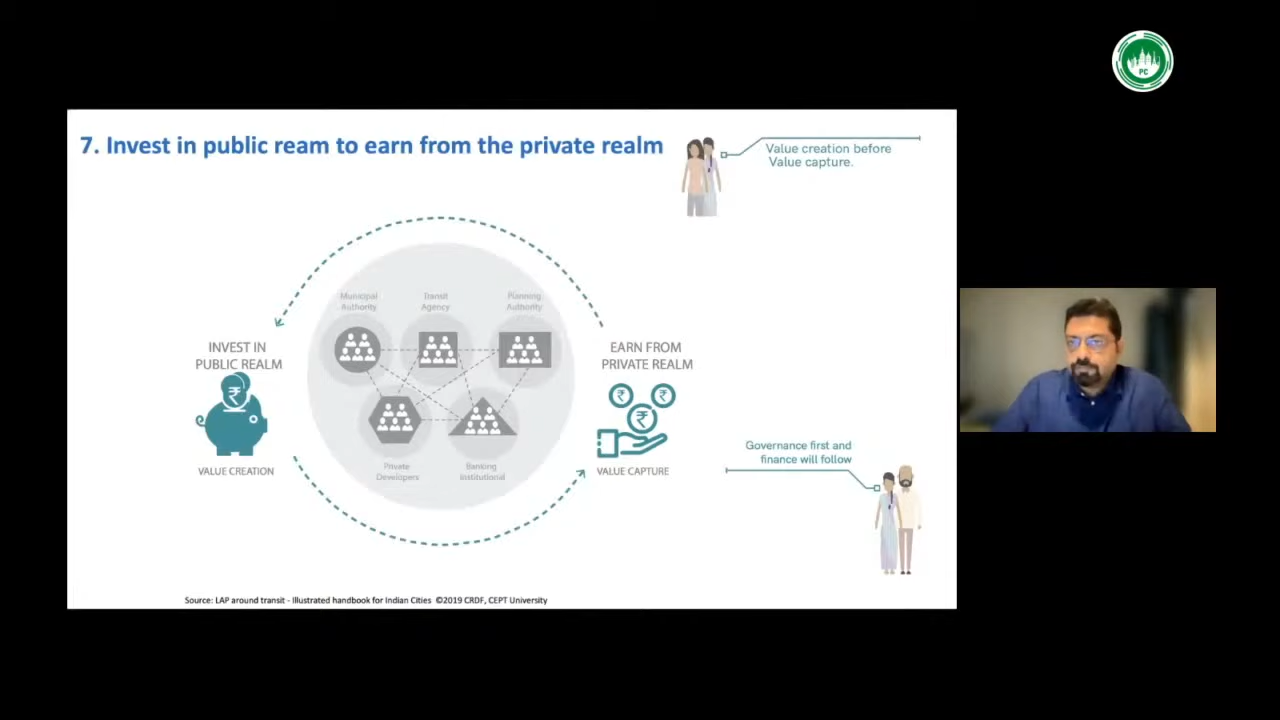 PC
7. Invest in public ream to earn from the private realm
Value creation before
Value capture.
Municipal
Authority
Transit
Agency
Planning
Authority
INVEST IN
PUBLIC REALM
EARN FROM
PRIVATE REALM
₹
₹
₹
₹
VALUE CREATION
VALUE CAPTURE
Private
Developers
Banking
Institutional
Governance first and
finance will follow
Source: LAP around transit - Illustrated handbook for Indian Cities ©2019 CRDF, CEPT University